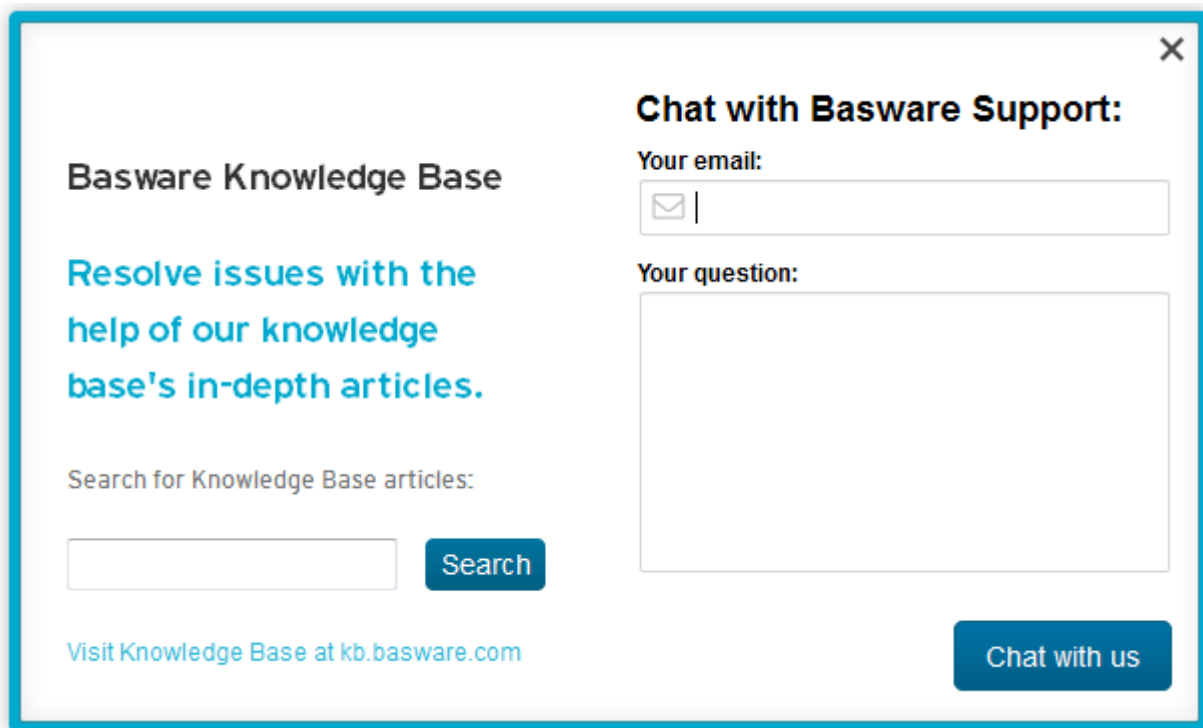 Basware Knowledge Base
Resolve issues with the
help of our knowledge
base's in-depth articles.
Search for Knowledge Base articles:
Search
Visit Knowledge Base at kb.basware.com
Chat with Basware Support:
Your email:
Your question:
Chat with us